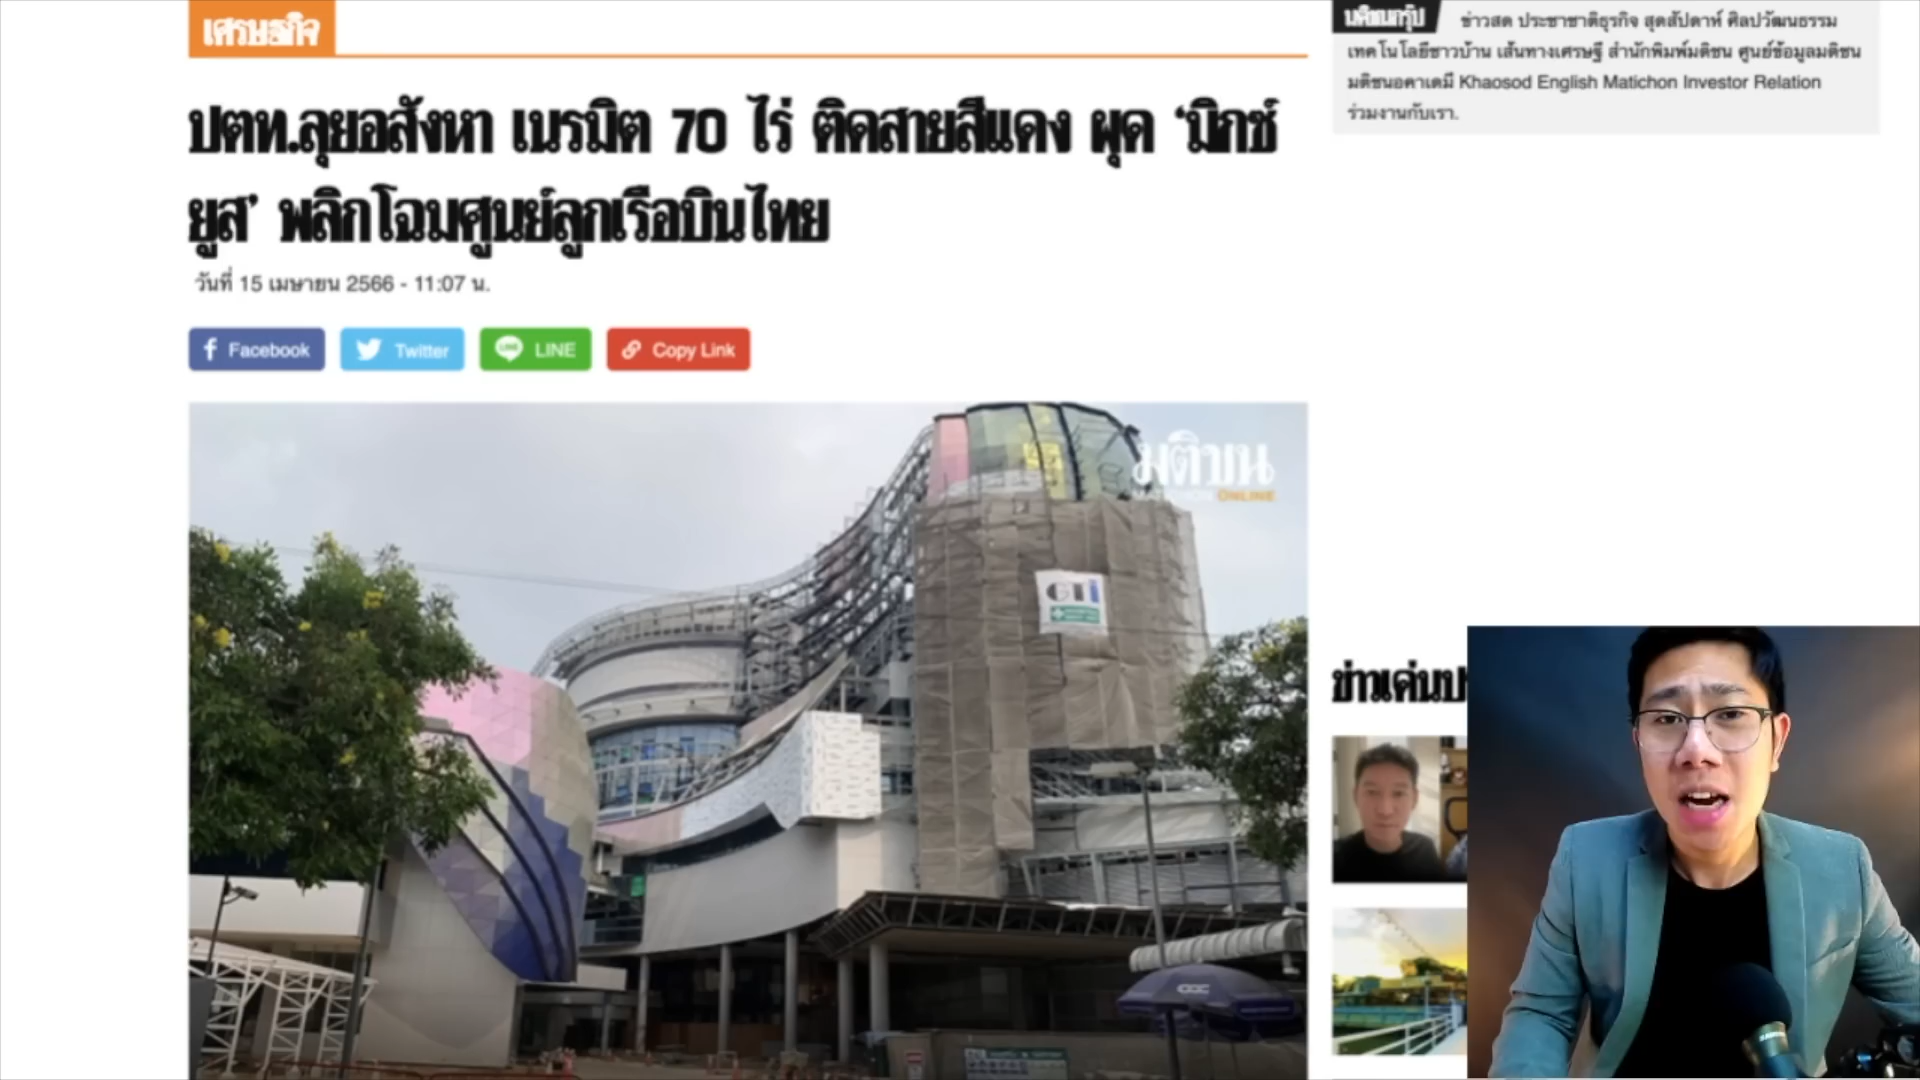 เศรษฐกิจ
ปตท.ลุยอสังหา เนรมิต 70 ไร่ ติดสายสีแดง ผุด ‘มิกซ์
ยูส’ พลิกโฉมศูนย์ลูกเรือบินไทย
วันที่ 15 เมษายน 2566 - 11:07 น.
Facebook
Twitter
LINE
Copy Link
มติชน
ONLINE
มติชนกรุ๊ป ข่าวสด ประชาชาติธุรกิจ สุดสัปดาห์ ศิลปวัฒนธรรม
เทคโนโลยีชาวบ้าน เส้นทางเศรษฐี สำนักพิมพ์มติชน ศูนย์ข้อมูลมติชน
มติชนอคาเดมี Khaosod English Matichon Investor Relation
ร่วมงานกับเรา.
ข่าวเด่นป